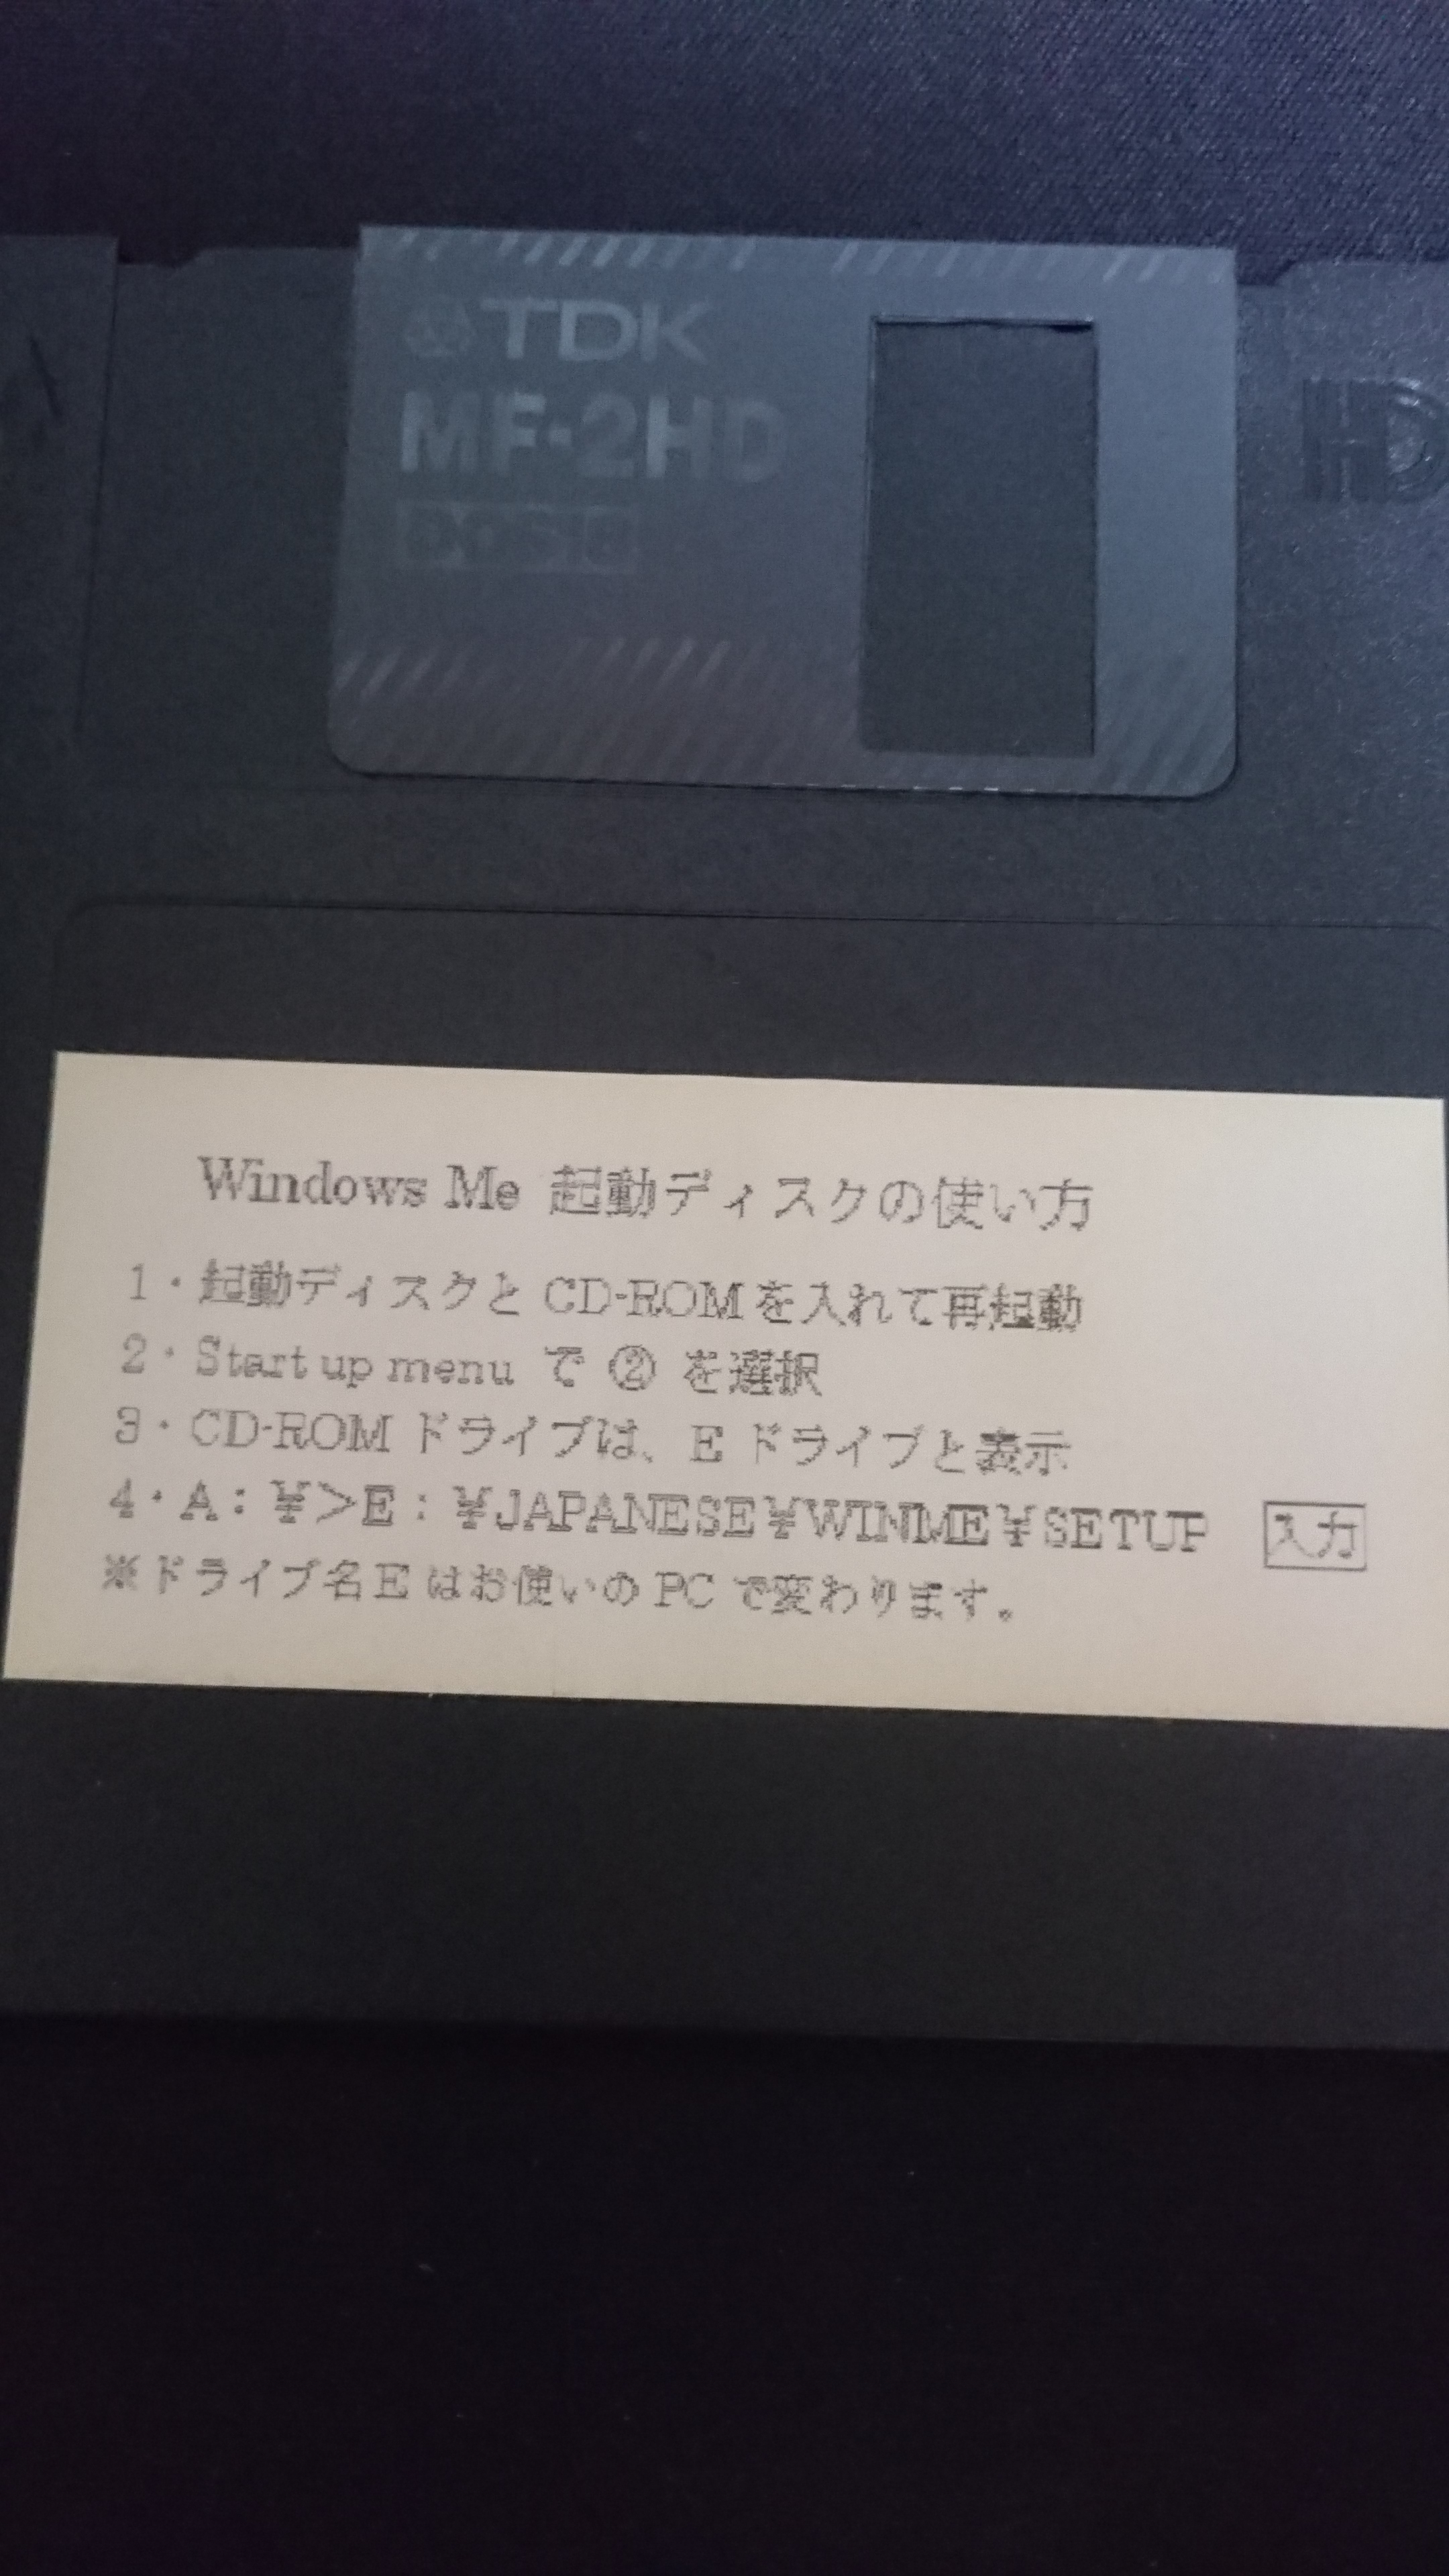 TDK
MF-2HD
HD
Windows Me 起動ディスクの使い方
1・起動ディスクと CD-ROMを入れて再起動
2・Start up menu で ② を選択
3・CD-ROM ドライブは、E ドライブと表示
4・A:¥>E:¥JAPANESE¥WINME¥SETUP 入力
※ドライブ名E はお使いの PC で変わります。